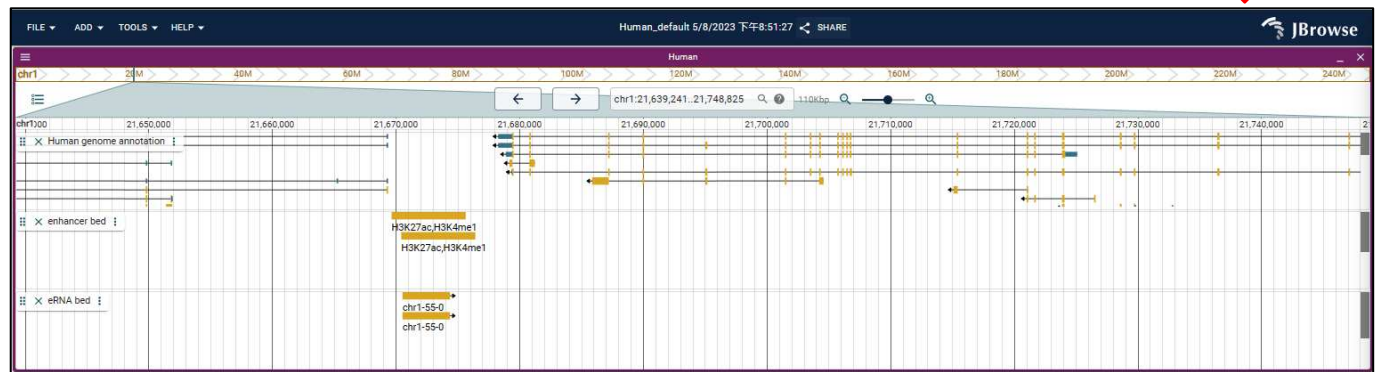 FILE ADD TOOLS HELP Human_default 5/8/2023 下午8:51:27 SHARE JBrowse
Human
chr1 20M 40M 60M 80M 100M 120M 140M 160M 180M 200M 220M 240M
chr1:21,639,241..21,748,825 110Kbp
chr1 000 21,650,000 21,660,000 21,670,000 21,680,000 21,690,000 21,700,000 21,710,000 21,720,000 21,730,000 21,740,000
Human genome annotation
enhancer bed
H3K27ac,H3K4me1
H3K27ac,H3K4me1
eRNA bed
chr1-55-0
chr1-55-0